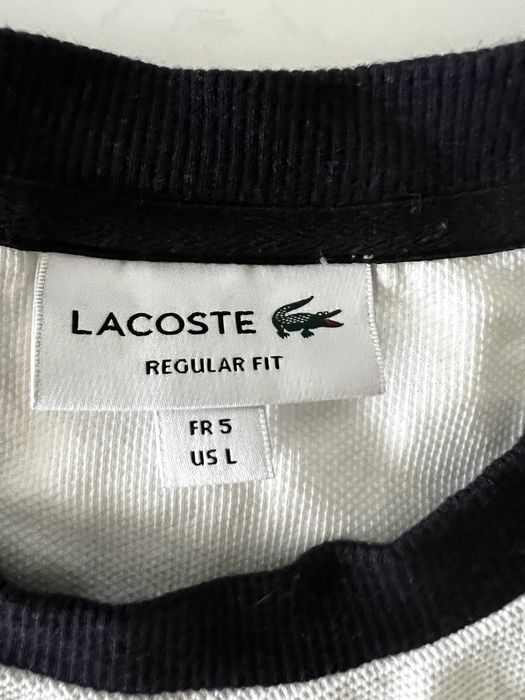 LACOSTE
REGULAR FIT
FR 5
US L